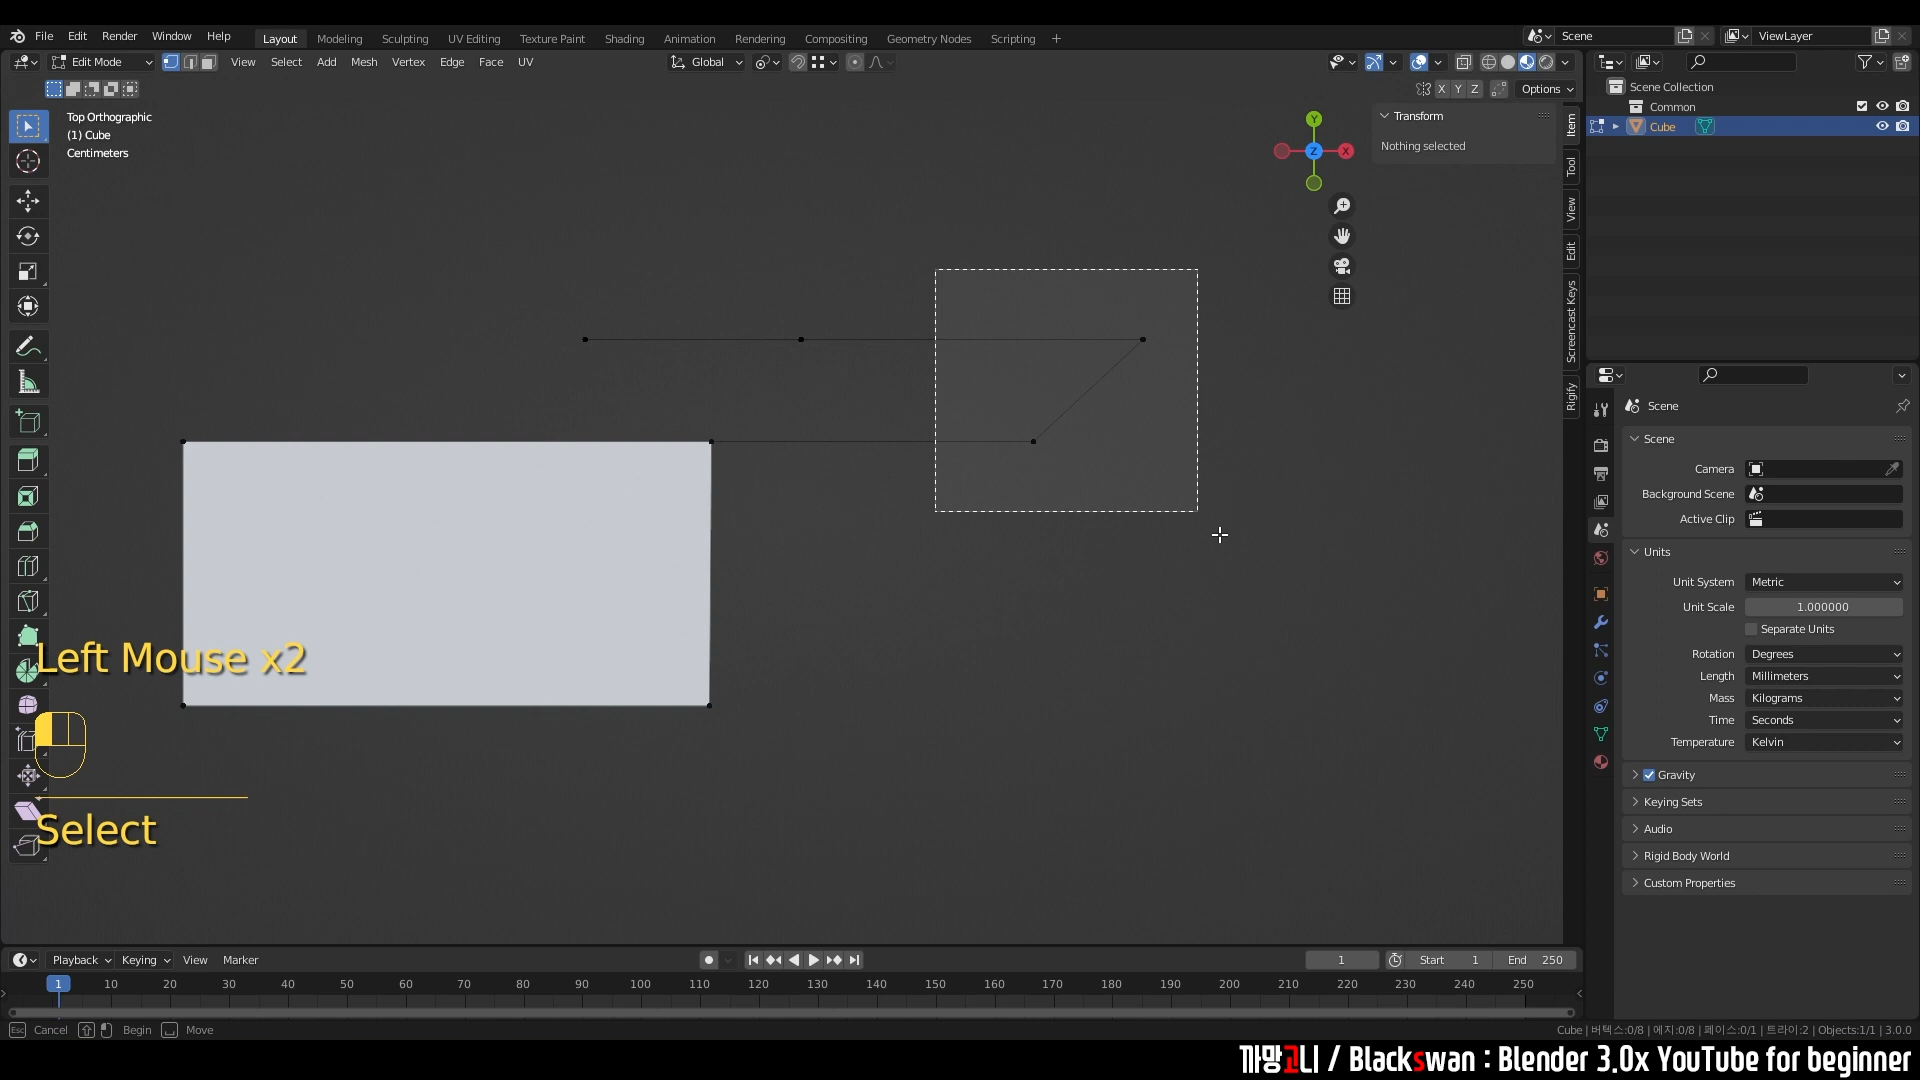 File Edit Render Window Help Layout Modeling Sculpting UV Editing Texture Paint Shading Animation Rendering Compositing Geometry Nodes Scripting + Scene ViewLayer
Edit Mode View Select Add Mesh Vertex Edge Face UV Global
X Y Z Options
Top Orthographic
(1) Cube
Centimeters
Y
Z
X
Transform
Nothing selected
Item
Tool
View
Edit
Screencast Keys
Rigify
Scene Collection
Common
Cube
Scene
Scene
Camera
Background Scene
Active Clip
Units
Unit System Metric
Unit Scale 1.000000
Separate Units
Rotation Degrees
Length Millimeters
Mass Kilograms
Time Seconds
Temperature Kelvin
Gravity
Keying Sets
Audio
Rigid Body World
Custom Properties
Left Mouse x2
Select
Playback Keying View Marker 1 Start 1 End 250
1 10 20 30 40 50 60 70 80 90 100 110 120 130 140 150 160 170 180 190 200 210 220 230 240 250
Esc Cancel Begin Move Cube | 버텍스:0/8 | 에지:0/8 | 페이스:0/1 | 트라이:2 | Objects:1/1 | 3.0.0
까망고니 / Blackswan : Blender 3.0x YouTube for beginner